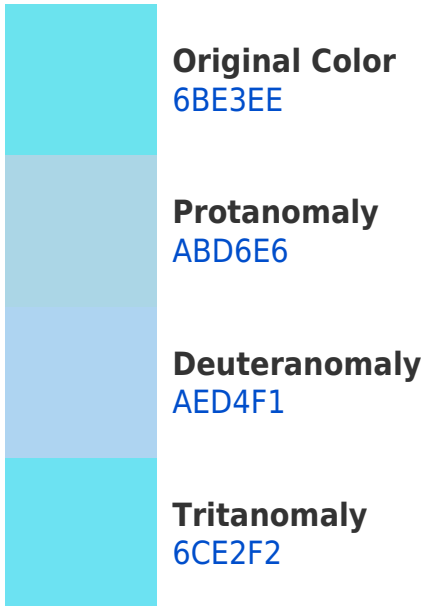 Original Color
6BE3EE
Protanomaly
ABD6E6
Deuteranomaly
AED4F1
Tritanomaly
6CE2F2